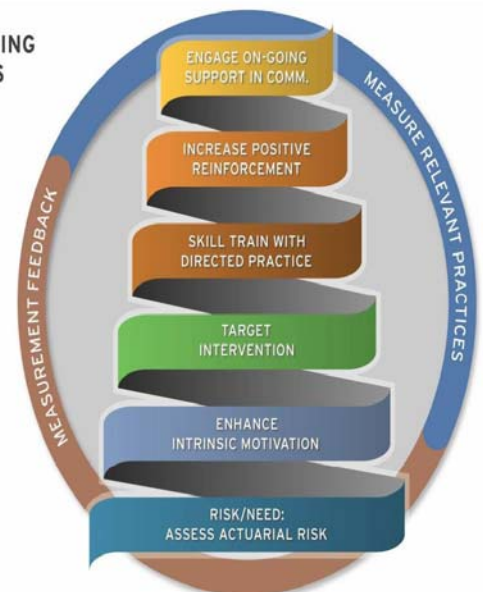 ING
S
ENGAGE ON-GOING
SUPPORT IN COMM.
INCREASE POSITIVE
REINFORCEMENT
SKILL TRAIN WITH
DIRECTED PRACTICE
TARGET
INTERVENTION
ENHANCE
INTRINSIC MOTIVATION
RISK/NEED:
ASSESS ACTUARIAL RISK
MEASUREMENT FEEDBACK
MEASURE RELEVANT PRACTICES